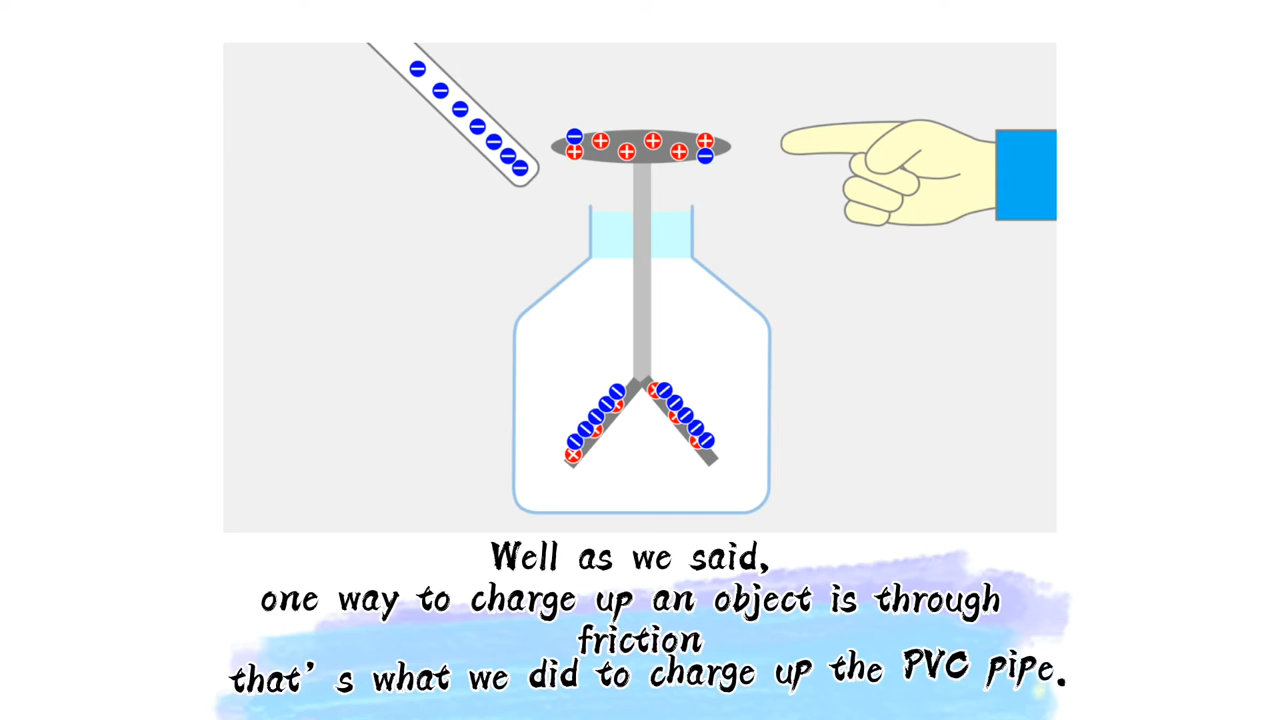 Well as we said,
one way to charge up an object is through
friction
that's what we did to charge up the PVC pipe.